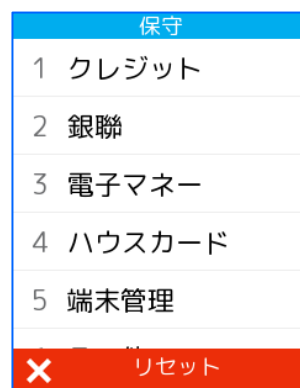 保守
1 クレジット
2 銀聯
3 電子マネー
4 ハウスカード
5 端末管理
リセット